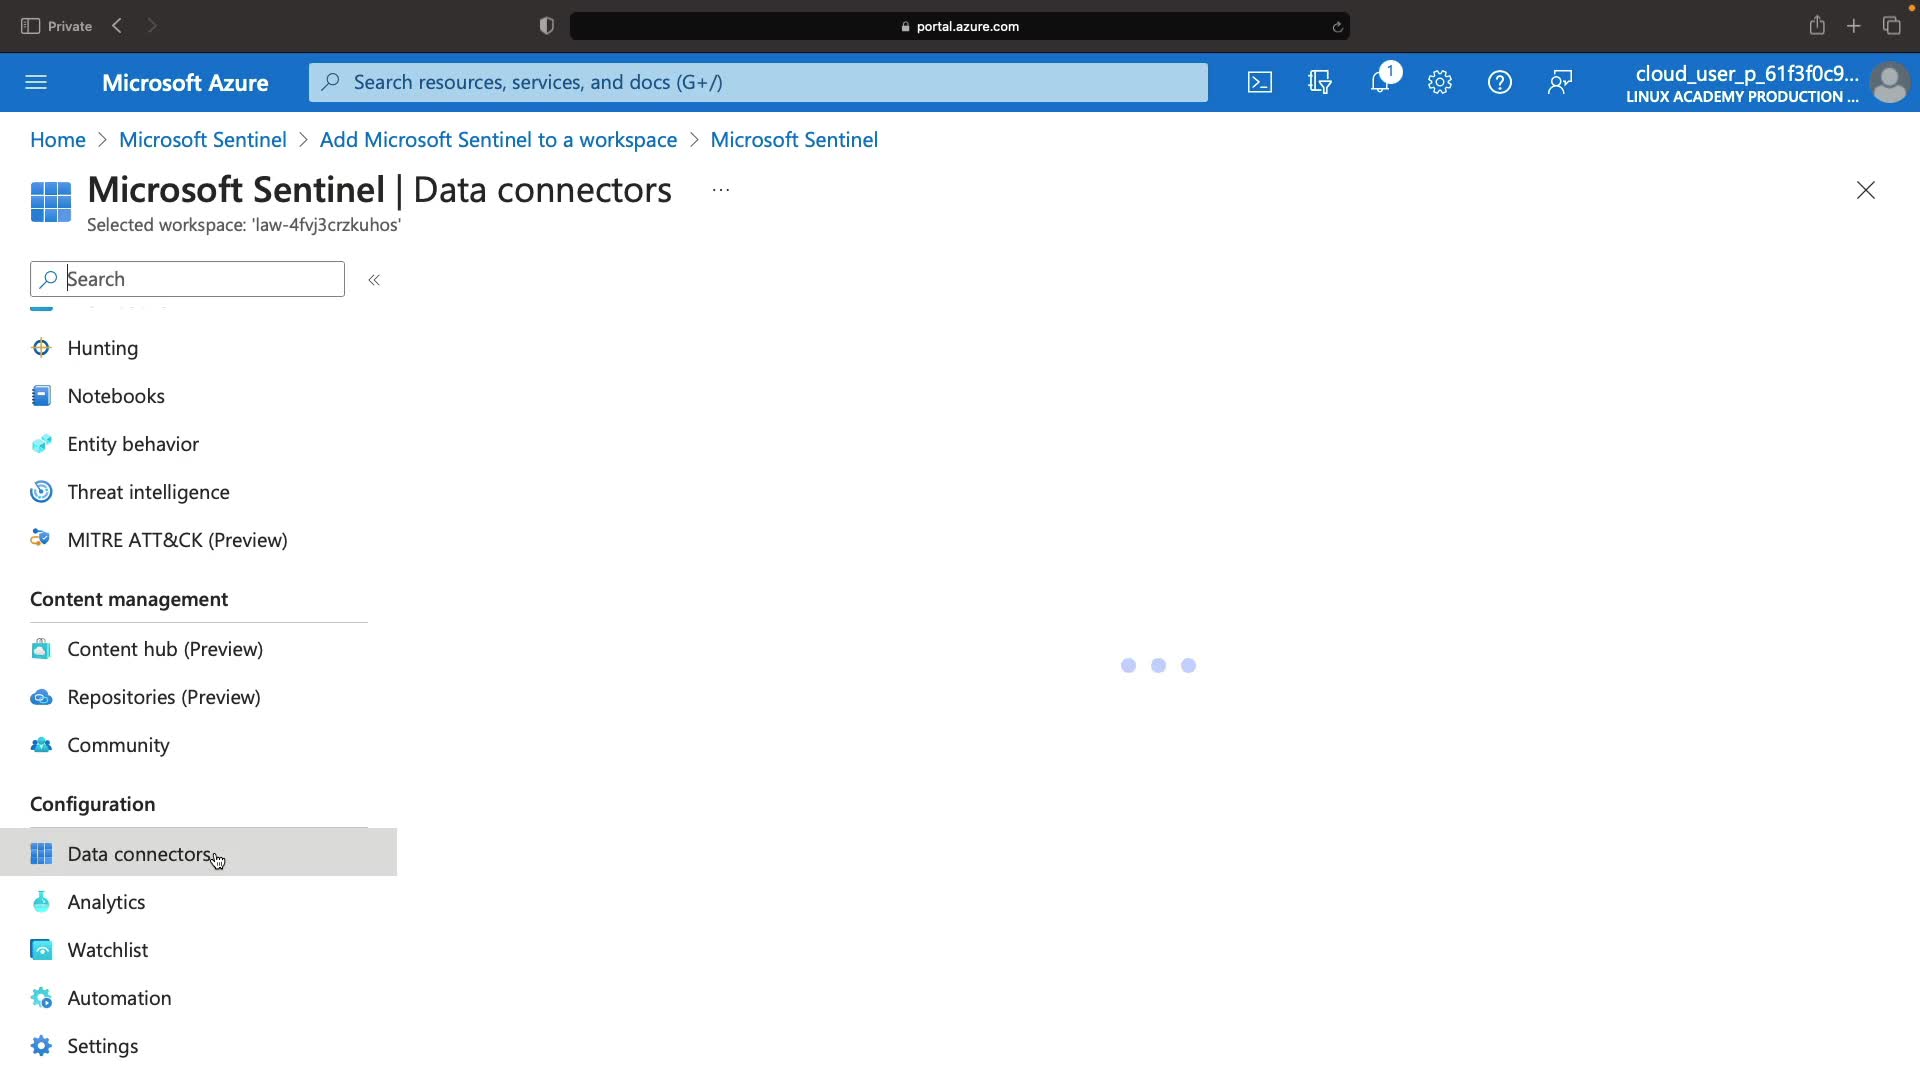 Private
portal.azure.com
Microsoft Azure
Search resources, services, and docs (G+/)
1
cloud_user_p_61f3f0c9...
LINUX ACADEMY PRODUCTION ...
Home > Microsoft Sentinel > Add Microsoft Sentinel to a workspace > Microsoft Sentinel
Microsoft Sentinel | Data connectors ...
Selected workspace: 'law-4fvj3crzkuhos'
Search
«
Hunting
Notebooks
Entity behavior
Threat intelligence
MITRE ATT&CK (Preview)
Content management
Content hub (Preview)
Repositories (Preview)
Community
Configuration
Data connectors
Analytics
Watchlist
Automation
Settings